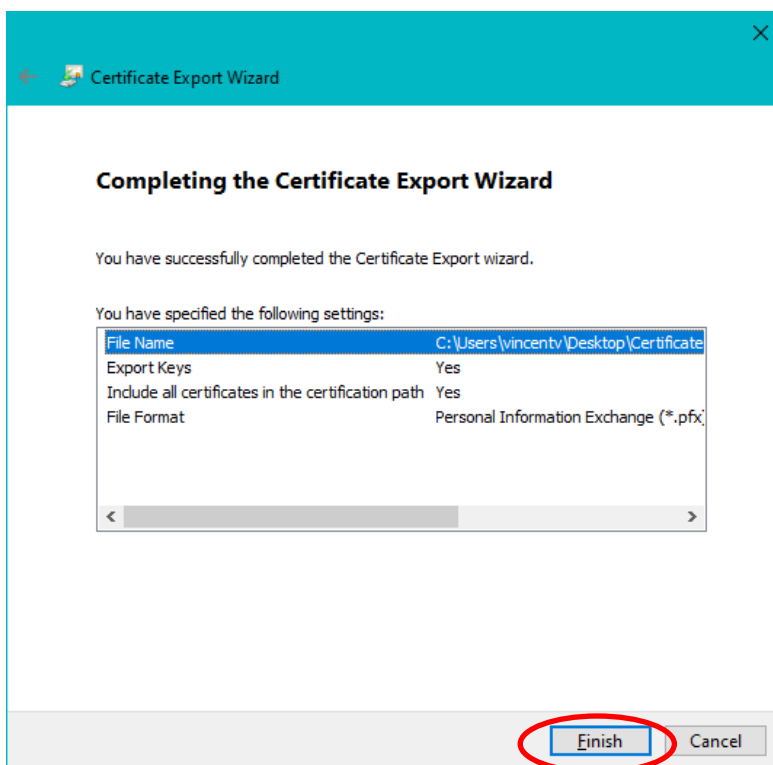 Certificate Export Wizard
Completing the Certificate Export Wizard
You have successfully completed the Certificate Export wizard.
You have specified the following settings:
File Name C:\Users\vincentv\Desktop\Certificate
Export Keys Yes
Include all certificates in the certification path Yes
File Format Personal Information Exchange (*.pfx)
Finish Cancel